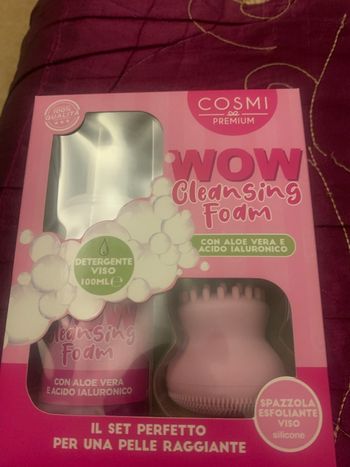 100%
QUALITÀ
COSMI
PREMIUM
WOW
Cleansing
Foam
CON ALOE VERA E
ACIDO IALURONICO
DETERGENTE
VISO
100ML℮
WOW
Cleansing
Foam
CON ALOE VERA
E ACIDO IALURONICO
SPAZZOLA
ESFOLIANTE
VISO
silicone
IL SET PERFETTO
PER UNA PELLE RAGGIANTE